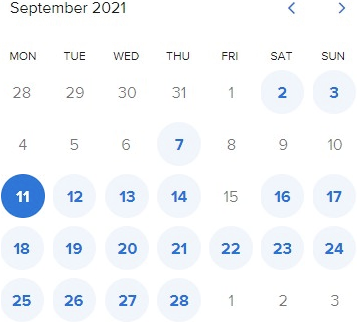 September 2021
MON TUE WED THU FRI SAT SUN
28 29 30 31 1 2 3
4 5 6 7 8 9 10
11 12 13 14 15 16 17
18 19 20 21 22 23 24
25 26 27 28 1 2 3